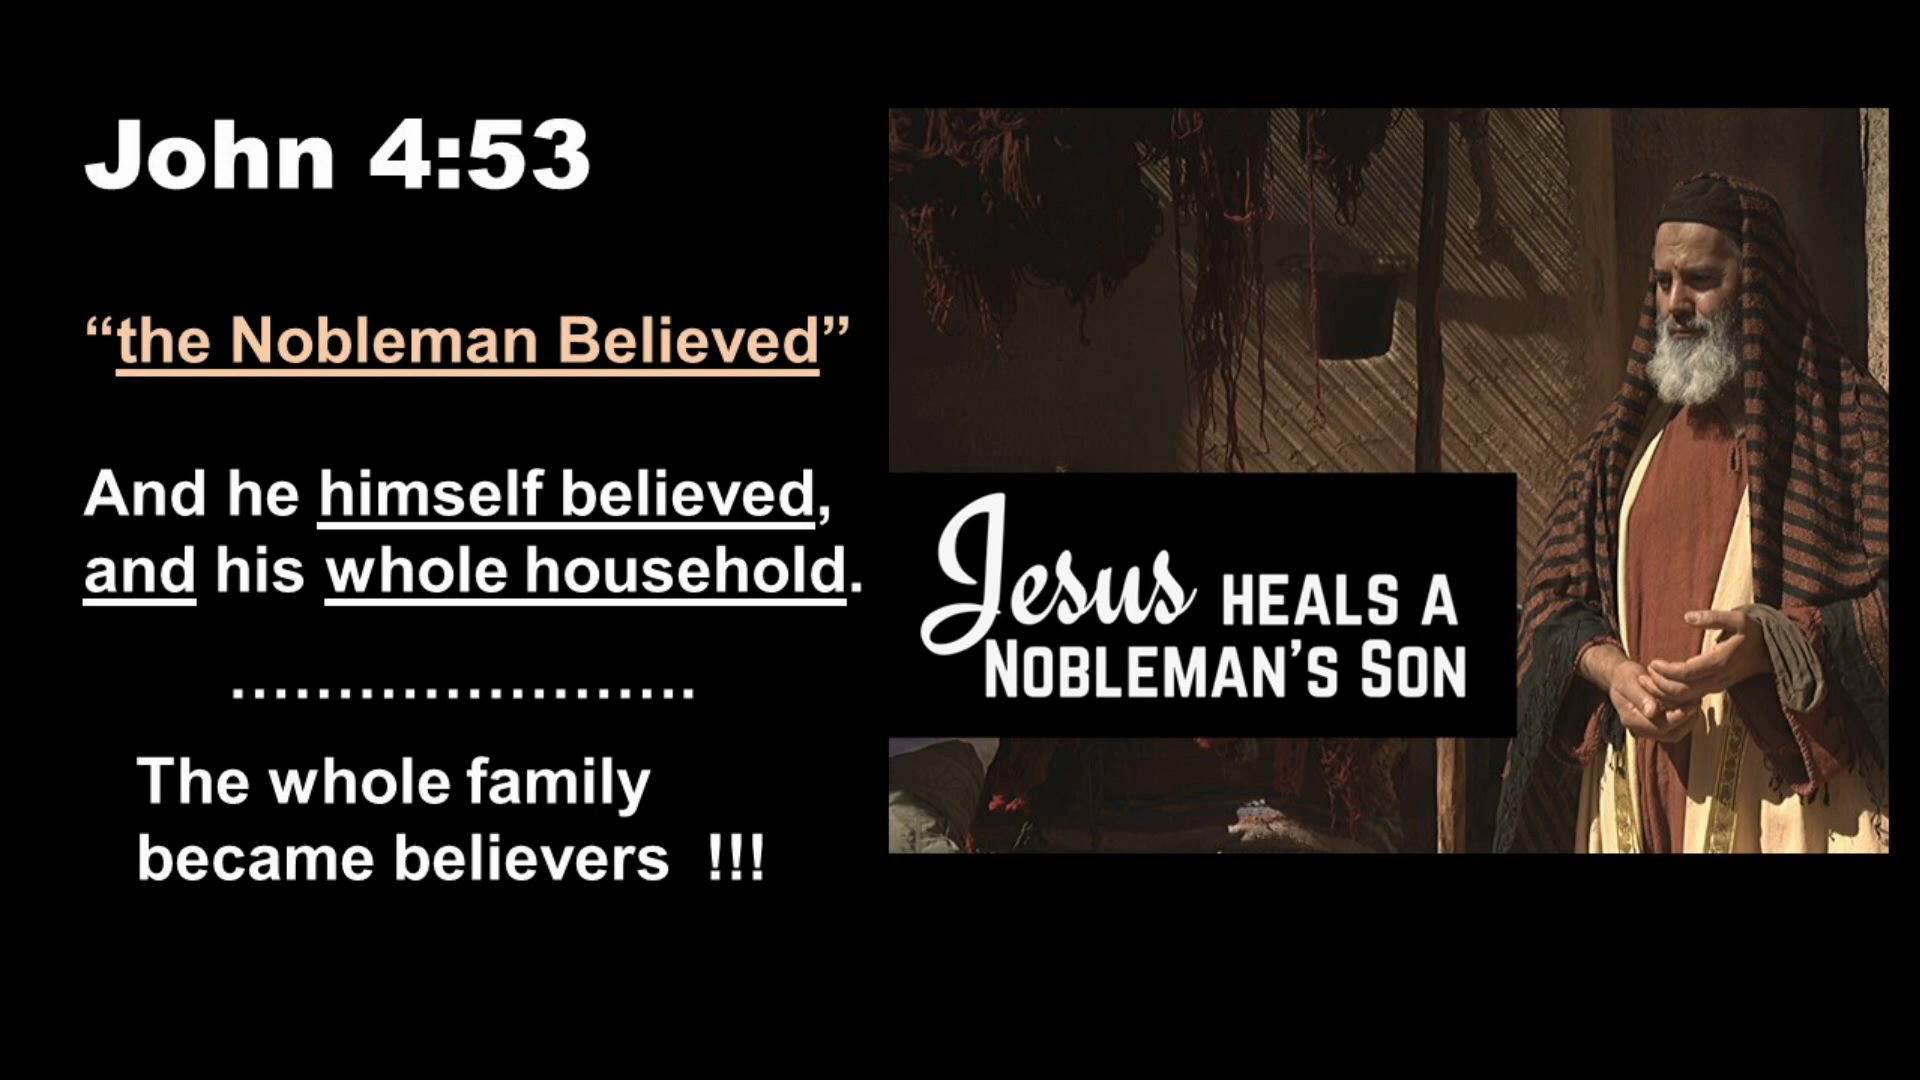 John 4:53
“the Nobleman Believed”
And he himself believed,
and his whole household.
......................
The whole family
became believers !!!
Jesus HEALS A
NOBLEMAN’S SON